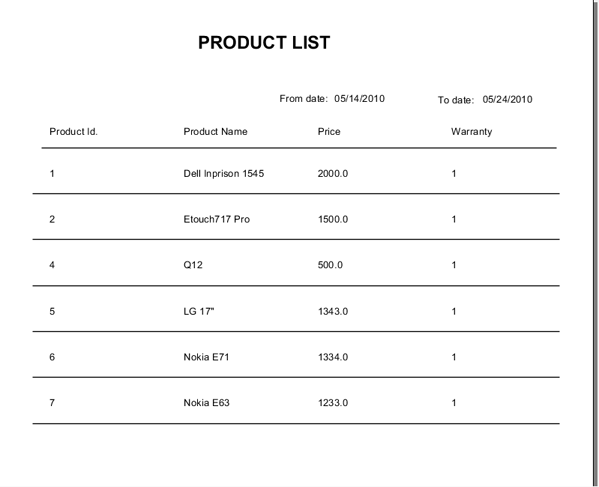 PRODUCT LIST
From date: 05/14/2010 To date: 05/24/2010
Product Id. Product Name Price Warranty
1 Dell Inprison 1545 2000.0 1
2 Etouch717 Pro 1500.0 1
4 Q12 500.0 1
5 LG 17" 1343.0 1
6 Nokia E71 1334.0 1
7 Nokia E63 1233.0 1